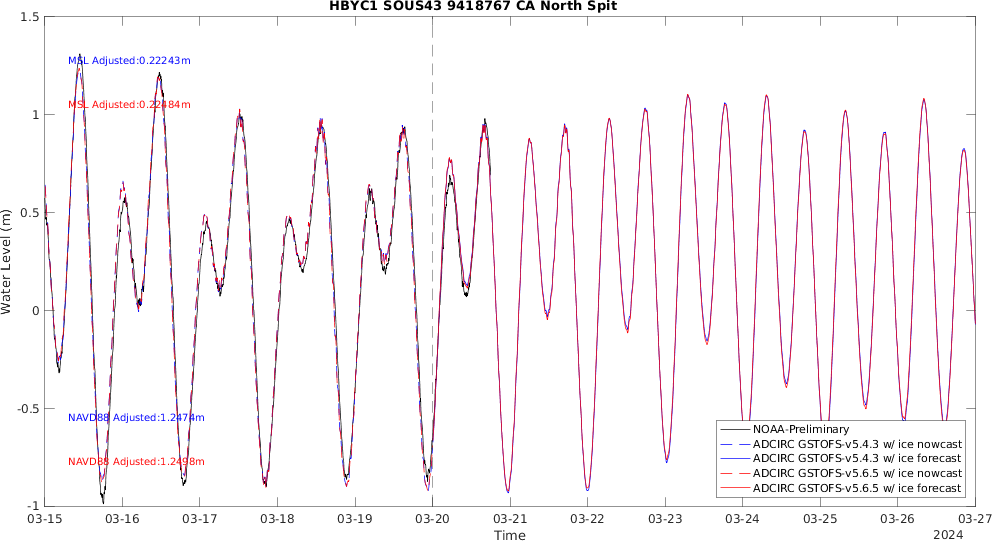 HBYC1 SOUS43 9418767 CA North Spit
1.5
1
0.5
0
-0.5
-1
Water Level (m)
MSL Adjusted:0.22243m
MSL Adjusted:0.22484m
NAVD88 Adjusted:1.2474m
NAVD88 Adjusted:1.2498m
NOAA-Preliminary
ADCIRC GSTOFS-v5.4.3 w/ ice nowcast
ADCIRC GSTOFS-v5.4.3 w/ ice forecast
ADCIRC GSTOFS-v5.6.5 w/ ice nowcast
ADCIRC GSTOFS-v5.6.5 w/ ice forecast
03-15 03-16 03-17 03-18 03-19 03-20 03-21 03-22 03-23 03-24 03-25 03-26 03-27
Time
2024